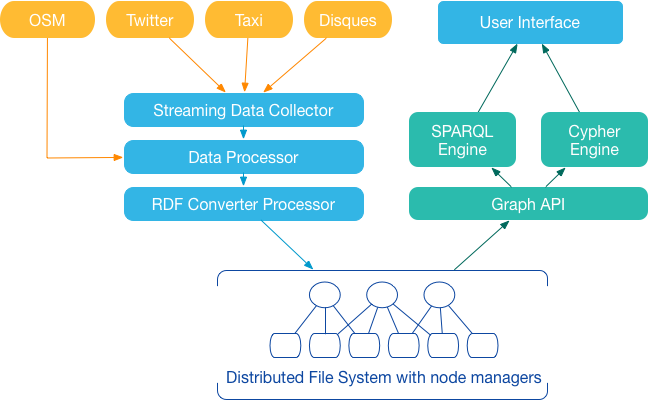 OSM
Twitter
Taxi
Disques
User Interface
Streaming Data Collector
SPARQL
Engine
Cypher
Engine
Data Processor
RDF Converter Processor
Graph API
Distributed File System with node managers